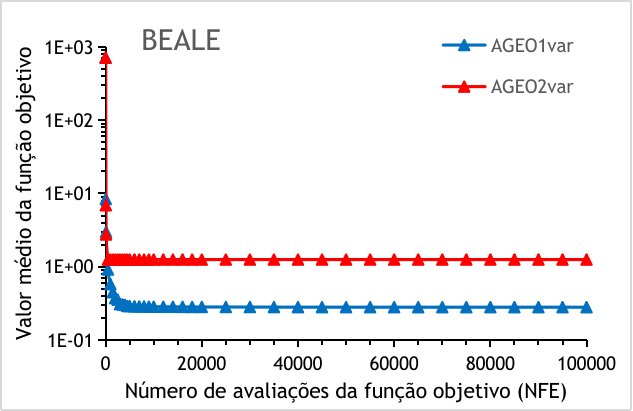 BEALE
AGEO1var
AGEO2var
Valor médio da função objetivo
1E+03
1E+02
1E+01
1E+00
1E-01
0 20000 40000 60000 80000 100000
Número de avaliações da função objetivo (NFE)